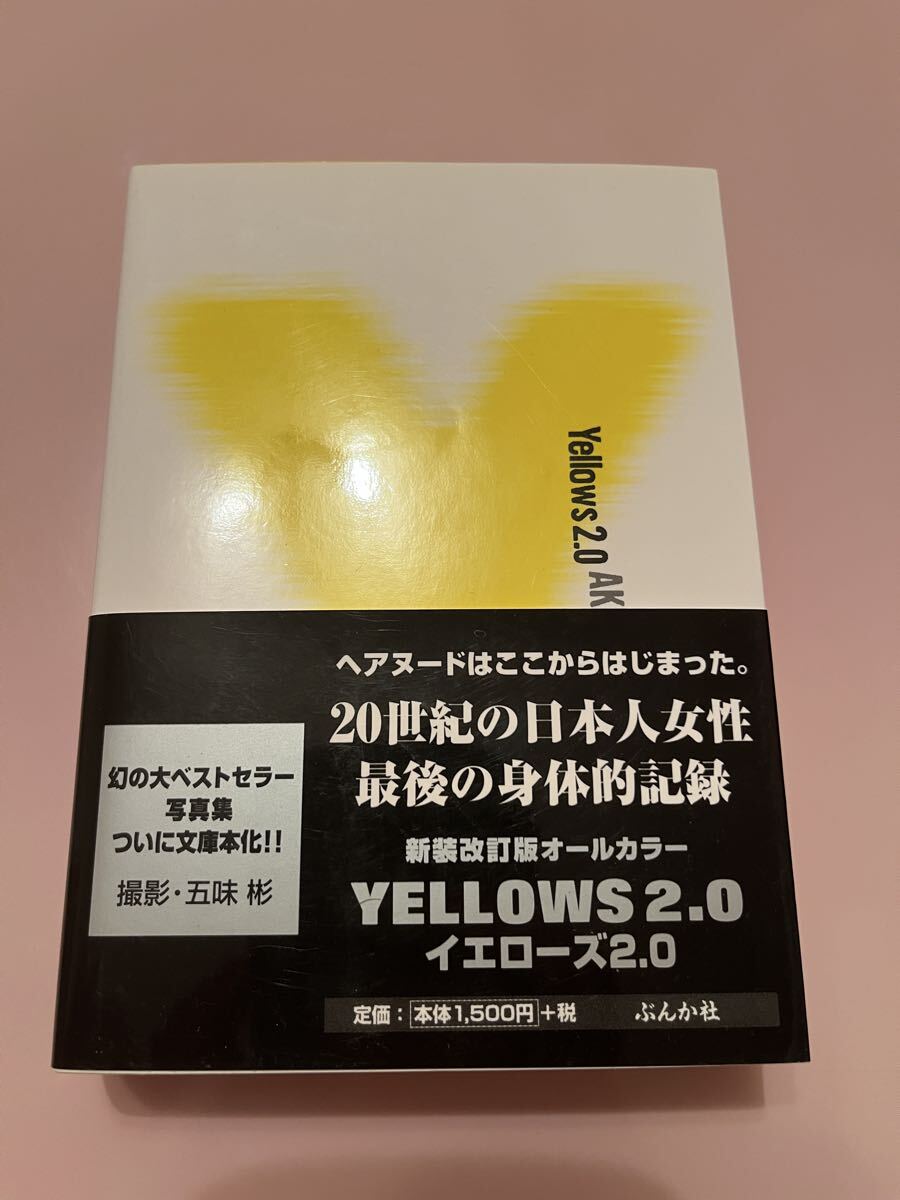 Y
Yellows 2.0 AK
ヘアヌードはここからはじまった。
20世紀の日本人女性
最後の身体的記録
新装改訂版オールカラー
YELLOWS 2.0
イエローズ2.0
幻の大ベストセラー
写真集
ついに文庫本化!!
撮影・五味 彬
定価:本体1,500円+税
ぶんか社